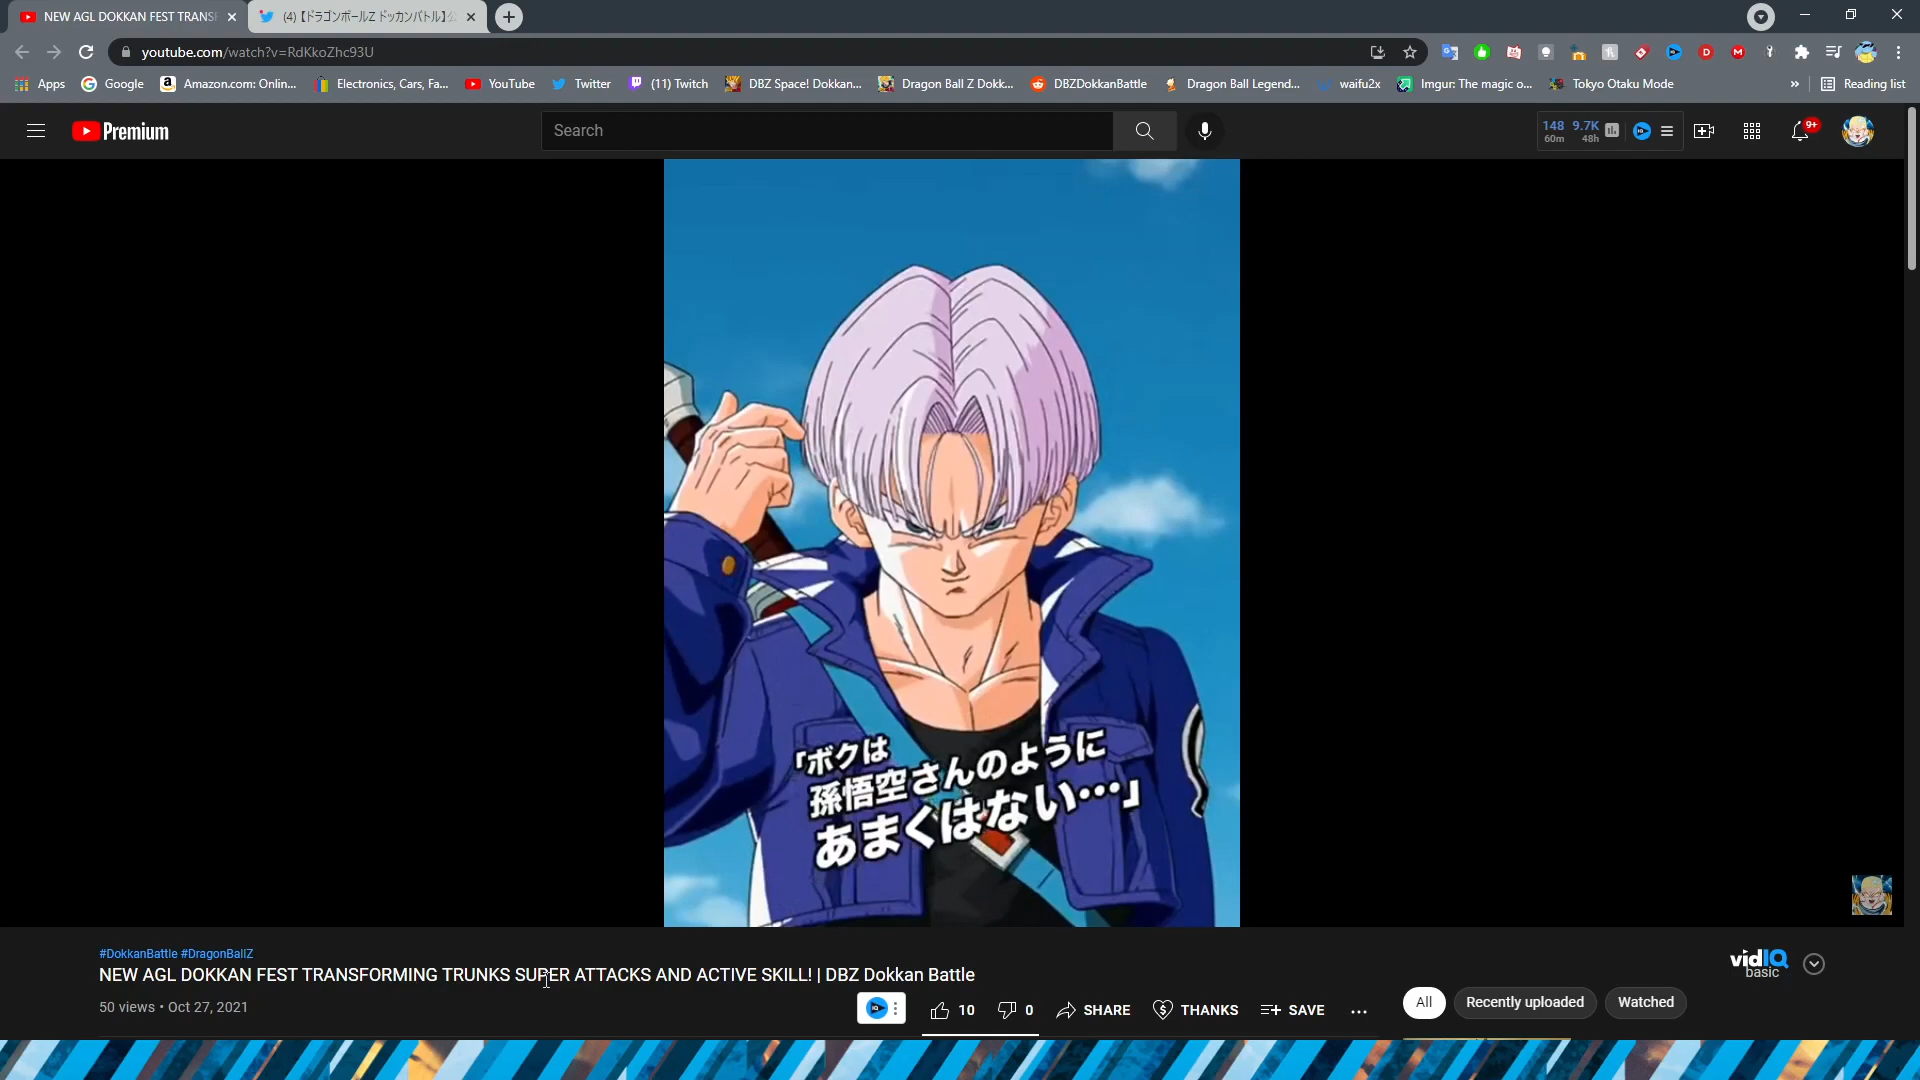 NEW AGL DOKKAN FEST TRANSF
(4)【ドラゴンボールZ ドッカンバトル】公
youtube.com/watch?v=RdKkoZhc93U
Apps
Google
Amazon.com: Onlin...
Electronics, Cars, Fa...
YouTube
Twitter
(11) Twitch
DBZ Space! Dokkan...
Dragon Ball Z Dokk...
DBZDokkanBattle
Dragon Ball Legend...
waifu2x
Imgur: The magic o...
Tokyo Otaku Mode
»
Reading list
Premium
Search
148 9.7K
60m 48h
9+
「ボクは
孫悟空さんのように
あまくはない…」
#DokkanBattle #DragonBallZ
NEW AGL DOKKAN FEST TRANSFORMING TRUNKS SUPER ATTACKS AND ACTIVE SKILL! | DBZ Dokkan Battle
50 views • Oct 27, 2021
10
0
SHARE
THANKS
SAVE
...
vidIQ
basic
All
Recently uploaded
Watched